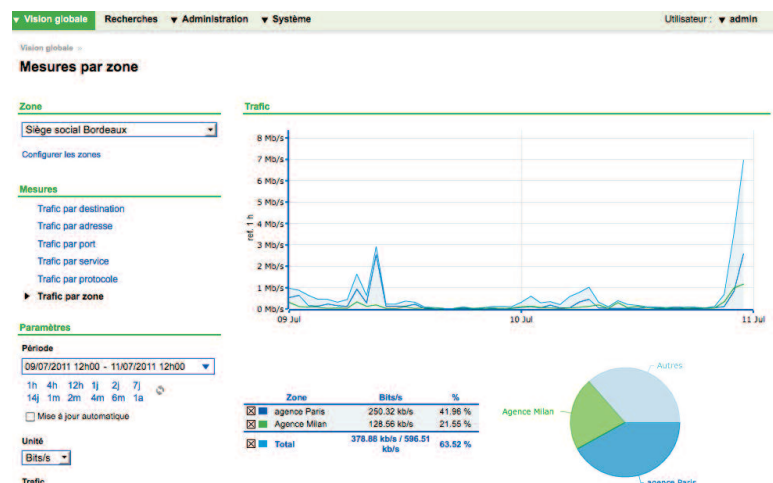 ▼ Vision globale Recherches ▼ Administration ▼ Système Utilisateur : ▼ admin
Vision globale »
Mesures par zone
Zone
Siège social Bordeaux
Configurer les zones
Mesures
Trafic par destination
Trafic par adresse
Trafic par port
Trafic par service
Trafic par protocole
▶ Trafic par zone
Paramètres
Période
09/07/2011 12h00 - 11/07/2011 12h00 ▼
1h 4h 12h 1j 2j 7j
14j 1m 2m 4m 6m 1a
Mise à jour automatique
Unité
Bits/s
Trafic
Trafic
8 Mb/s
7 Mb/s
6 Mb/s
5 Mb/s
4 Mb/s
3 Mb/s
2 Mb/s
1 Mb/s
0 Mb/s
ref. 1 h
09 Jul 10 Jul 11 Jul
Zone Bits/s %
agence Paris 250.32 kb/s 41.96 %
Agence Milan 128.56 kb/s 21.55 %
Total 378.88 kb/s / 596.51 kb/s 63.52 %
Autres
Agence Milan
agence Paris